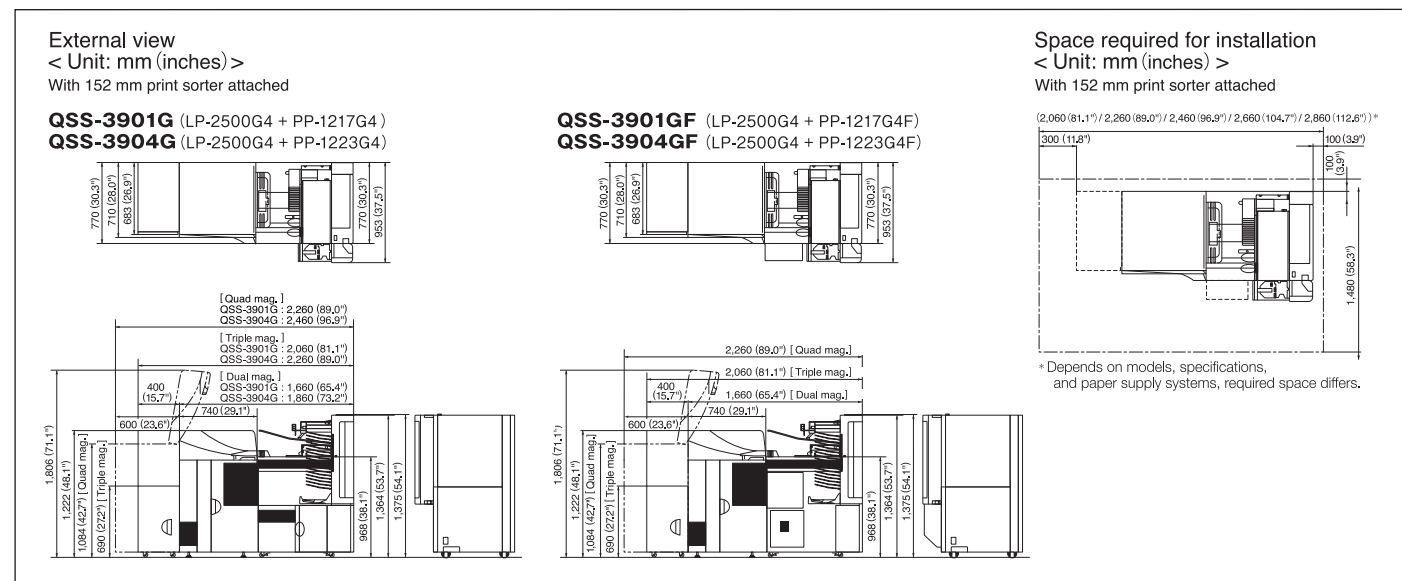 External view
< Unit: mm (inches) >
With 152 mm print sorter attached
QSS-3901G (LP-2500G4 + PP-1217G4)
QSS-3904G (LP-2500G4 + PP-1223G4)
770 (30.3")
710 (28.0")
683 (26.9")
770 (30.3")
953 (37.5")
[Quad mag.]
QSS-3901G : 2,260 (89.0")
QSS-3904G : 2,460 (96.9")
[Triple mag.]
QSS-3901G : 2,060 (81.1")
QSS-3904G : 2,260 (89.0")
[Dual mag.]
QSS-3901G : 1,660 (65.4")
QSS-3904G : 1,860 (73.2")
400
(15.7")
740 (29.1")
600 (23.6")
1,806 (71.1")
1,222 (48.1")
1,084 (42.7") [Quad mag.]
690 (27.2") [Triple mag.]
968 (38.1")
1,364 (53.7")
1,375 (54.1")
QSS-3901GF (LP-2500G4 + PP-1217G4F)
QSS-3904GF (LP-2500G4 + PP-1223G4F)
770 (30.3")
710 (28.0")
683 (26.9")
770 (30.3")
953 (37.5")
2,260 (89.0") [Quad mag.]
2,060 (81.1") [Triple mag.]
1,660 (65.4") [Dual mag.]
400
(15.7")
740 (29.1")
600 (23.6")
1,806 (71.1")
1,222 (48.1")
1,084 (42.7") [Quad mag.]
690 (27.2") [Triple mag.]
968 (38.1")
1,364 (53.7")
1,375 (54.1")
Space required for installation
< Unit: mm (inches) >
With 152 mm print sorter attached
(2,060 (81.1") / 2,260 (89.0") / 2,460 (96.9") / 2,660 (104.7") / 2,860 (112.6"))*
300 (11.8")
100 (3.9")
100
(3.9")
1,480 (58.3")
*Depends on models, specifications,
and paper supply systems, required space differs.